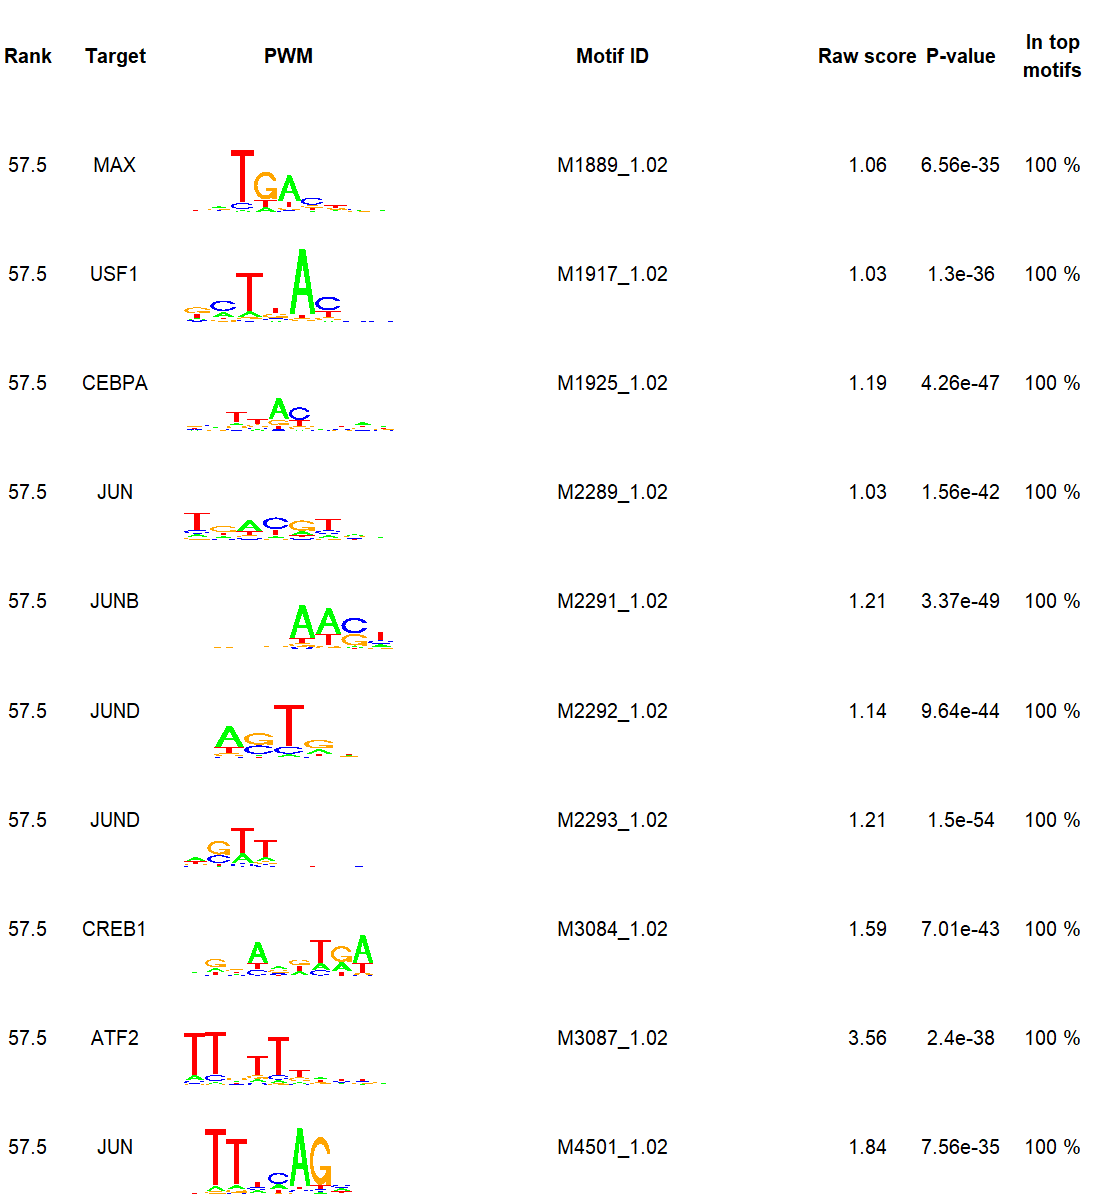 Rank Target PWM Motif ID Raw score P-value In top motifs
57.5 MAX M1889_1.02 1.06 6.56e-35 100 %
57.5 USF1 M1917_1.02 1.03 1.3e-36 100 %
57.5 CEBPA M1925_1.02 1.19 4.26e-47 100 %
57.5 JUN M2289_1.02 1.03 1.56e-42 100 %
57.5 JUNB M2291_1.02 1.21 3.37e-49 100 %
57.5 JUND M2292_1.02 1.14 9.64e-44 100 %
57.5 JUND M2293_1.02 1.21 1.5e-54 100 %
57.5 CREB1 M3084_1.02 1.59 7.01e-43 100 %
57.5 ATF2 M3087_1.02 3.56 2.4e-38 100 %
57.5 JUN M4501_1.02 1.84 7.56e-35 100 %